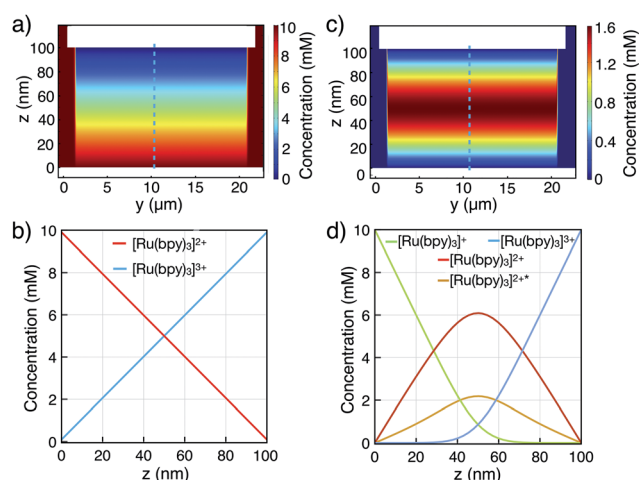 a)
100
80
60
40
20
0
z (nm)
0
10
20
y (µm)
10
8
6
4
2
0
Concentration (mM)
c)
100
80
60
40
20
0
z (nm)
0
10
20
y (µm)
1.6
1.2
0.8
0.4
0
Concentration (mM)
b)
10
8
6
4
2
0
Concentration (mM)
[Ru(bpy)₃]²⁺
[Ru(bpy)₃]³⁺
0 20 40 60 80 100
z (nm)
d)
10
8
6
4
2
0
Concentration (mM)
[Ru(bpy)₃]⁺ [Ru(bpy)₃]³⁺
[Ru(bpy)₃]²⁺
[Ru(bpy)₃]²⁺*
0 20 40 60 80 100
z (nm)